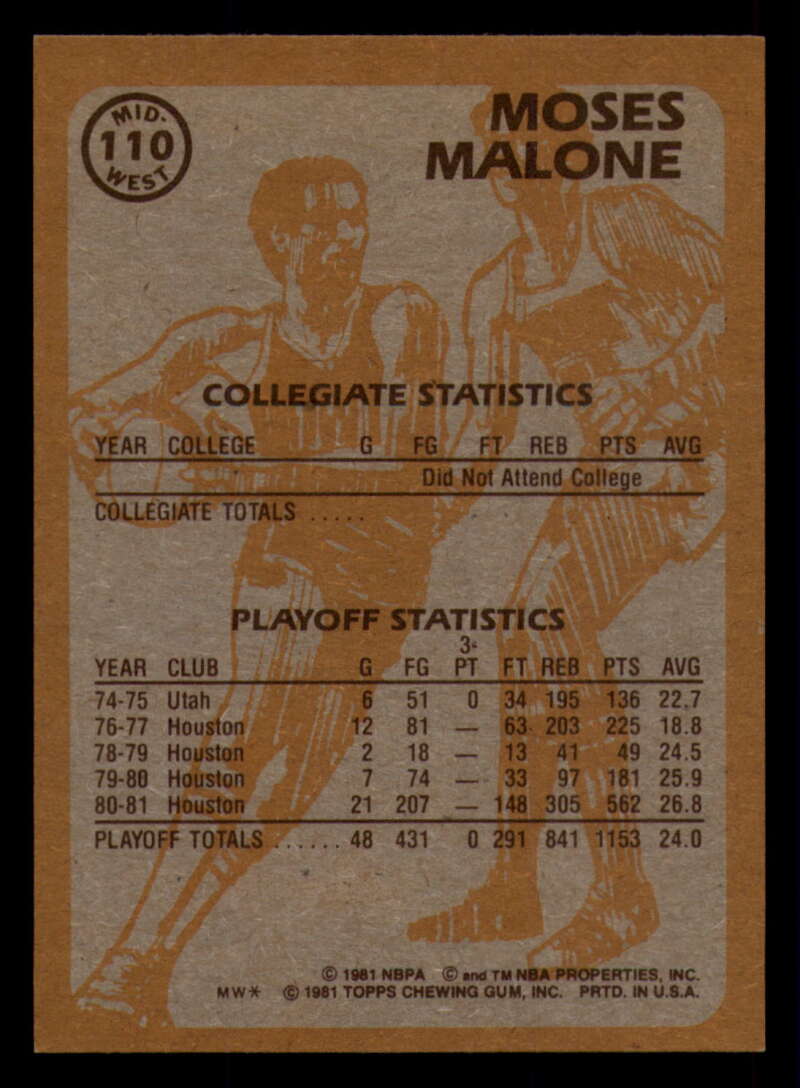 MID-
110
WEST
MOSES
MALONE
COLLEGIATE STATISTICS
YEAR COLLEGE G FG FT REB PTS AVG
Did Not Attend College
COLLEGIATE TOTALS .....
PLAYOFF STATISTICS
3-
YEAR CLUB G FG PT FT REB PTS AVG
74-75 Utah 6 51 0 34 195 136 22.7
76-77 Houston 12 81 — 63 203 225 18.8
78-79 Houston 2 18 — 13 41 49 24.5
79-80 Houston 7 74 — 33 97 181 25.9
80-81 Houston 21 207 — 148 305 562 26.8
PLAYOFF TOTALS ...... 48 431 0 291 841 1153 24.0
© 1981 NBPA © and TM NBA PROPERTIES, INC.
MW* © 1981 TOPPS CHEWING GUM, INC. PRTD. IN U.S.A.